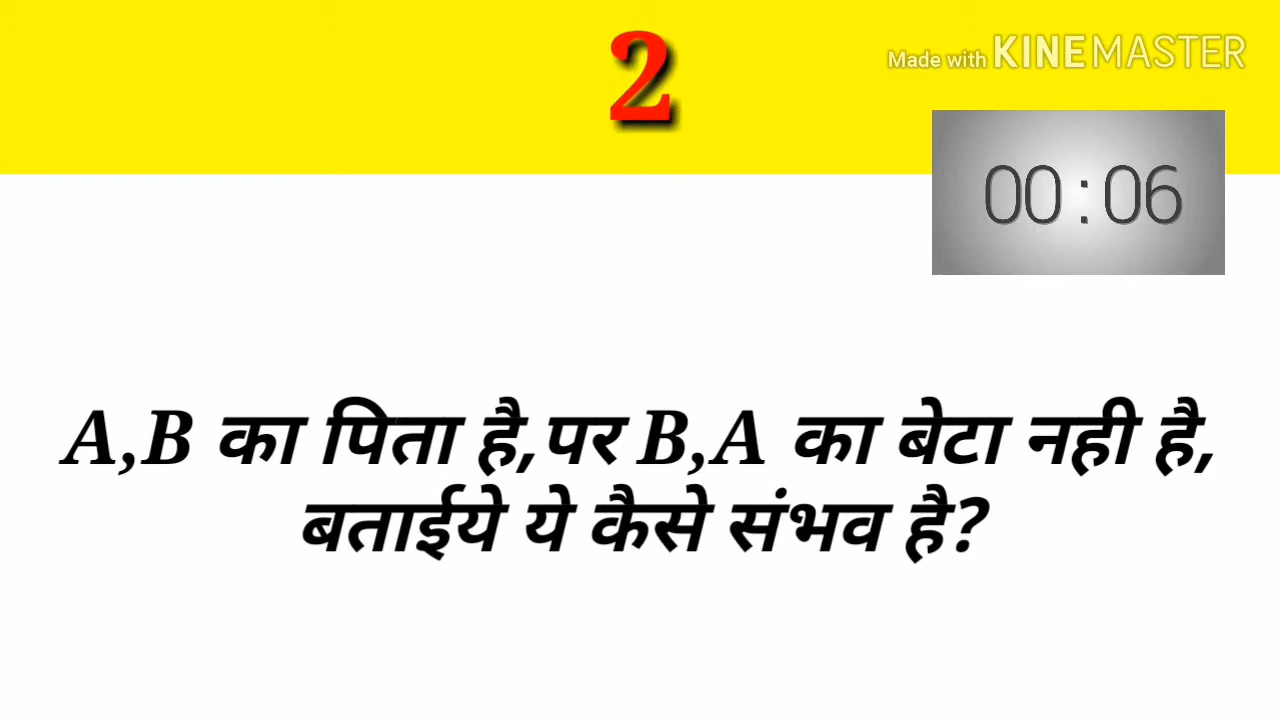 2
Made with KINEMASTER
00:06
A,B का पिता है,पर B,A का बेटा नही है,
बताईये ये कैसे संभव है?